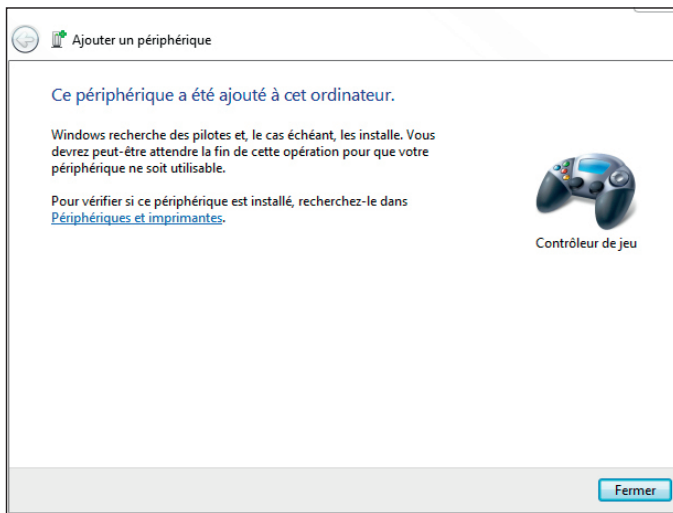 Ajouter un périphérique
Ce périphérique a été ajouté à cet ordinateur.
Windows recherche des pilotes et, le cas échéant, les installe. Vous
devrez peut-être attendre la fin de cette opération pour que votre
périphérique ne soit utilisable.
Pour vérifier si ce périphérique est installé, recherchez-le dans
Périphériques et imprimantes.
Contrôleur de jeu
Fermer